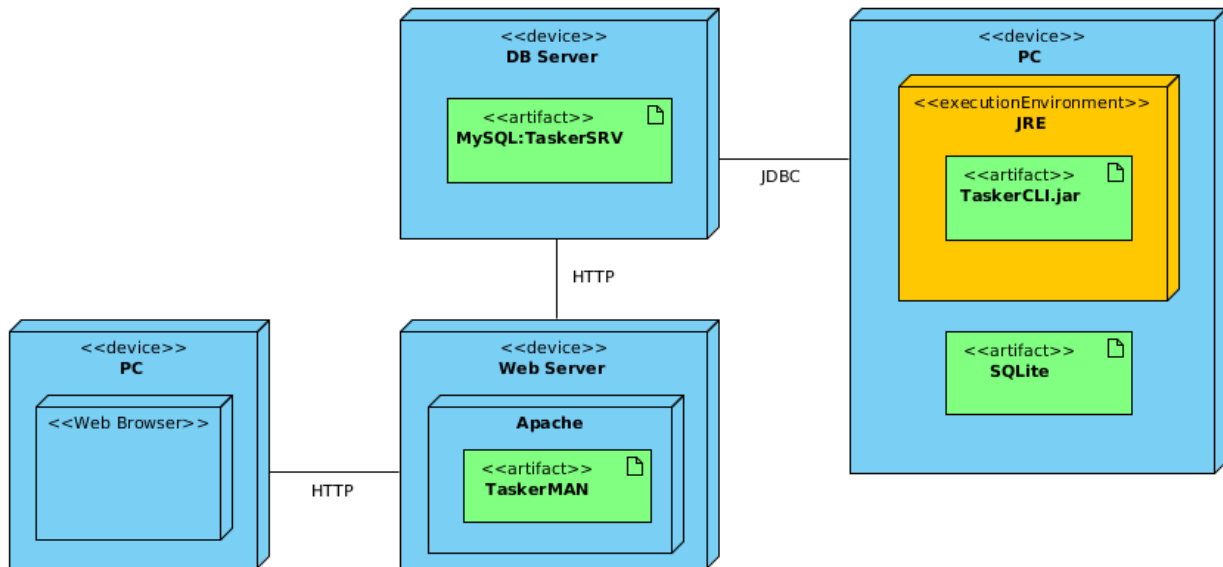 <<device>>
DB Server
<<artifact>>
MySQL:TaskerSRV
<<device>>
PC
<<executionEnvironment>>
JRE
<<artifact>>
TaskerCLI.jar
<<artifact>>
SQLite
JDBC
HTTP
<<device>>
PC
<<Web Browser>>
HTTP
<<device>>
Web Server
Apache
<<artifact>>
TaskerMAN